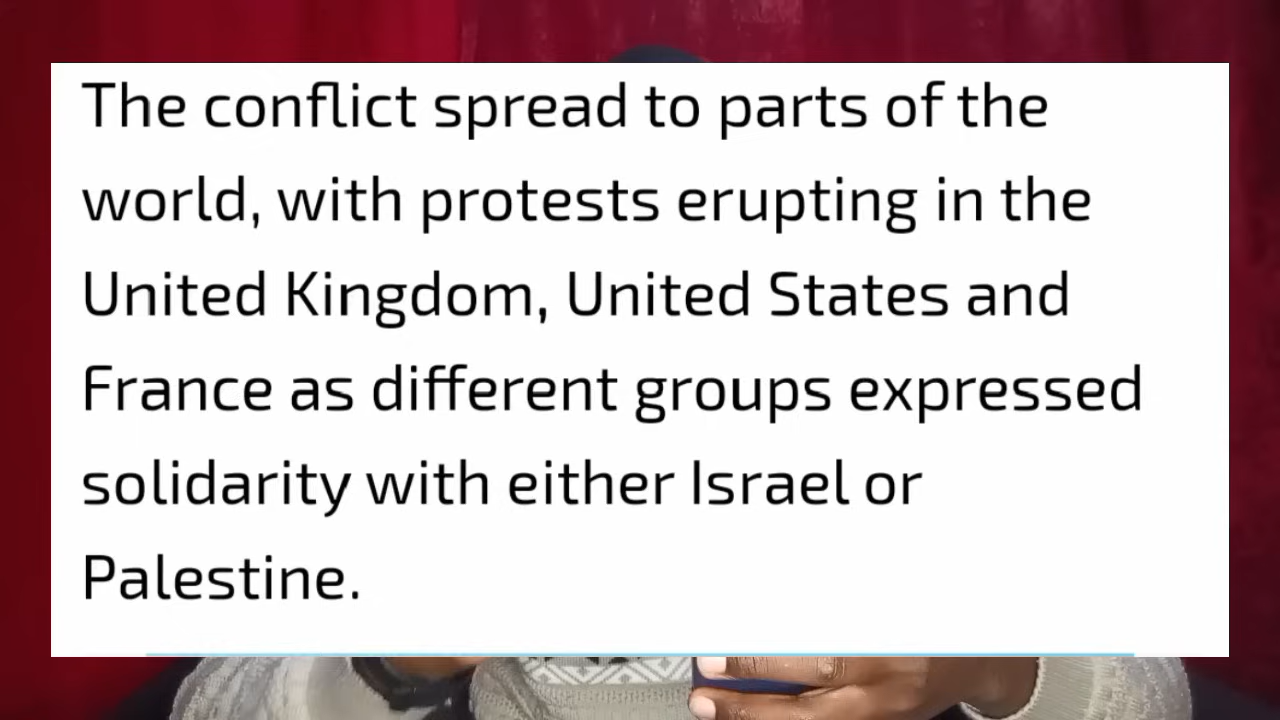 The conflict spread to parts of the
world, with protests erupting in the
United Kingdom, United States and
France as different groups expressed
solidarity with either Israel or
Palestine.